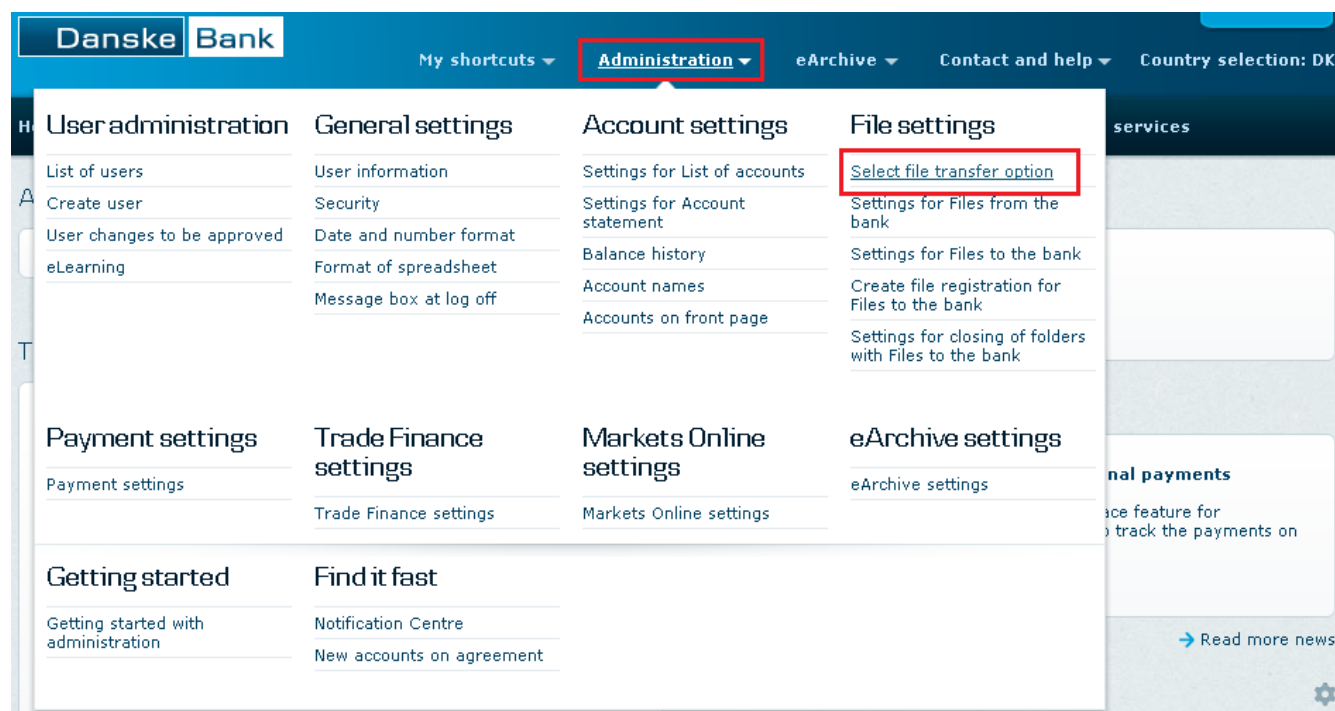 Danske Bank
My shortcuts
Administration
eArchive
Contact and help
Country selection: DK
services
User administration
List of users
Create user
User changes to be approved
eLearning
General settings
User information
Security
Date and number format
Format of spreadsheet
Message box at log off
Account settings
Settings for List of accounts
Settings for Account
statement
Balance history
Account names
Accounts on front page
File settings
Select file transfer option
Settings for Files from the
bank
Settings for Files to the bank
Create file registration for
Files to the bank
Settings for closing of folders
with Files to the bank
Payment settings
Payment settings
Trade Finance
settings
Trade Finance settings
Markets Online
settings
Markets Online settings
eArchive settings
eArchive settings
payments
feature for
track the payments on
Getting started
Getting started with
administration
Find it fast
Notification Centre
New accounts on agreement
Read more news